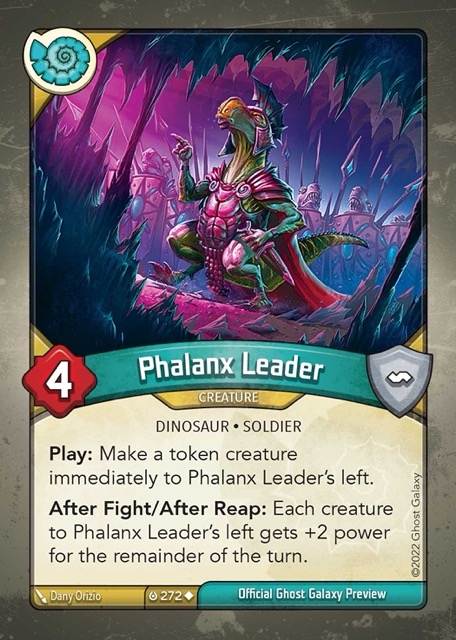 Phalanx Leader
4
CREATURE
DINOSAUR • SOLDIER
Play: Make a token creature
immediately to Phalanx Leader's left.
After Fight/After Reap: Each creature
to Phalanx Leader's left gets +2 power
for the remainder of the turn.
©2022 Ghost Galaxy
Dany Orizio
272
Official Ghost Galaxy Preview